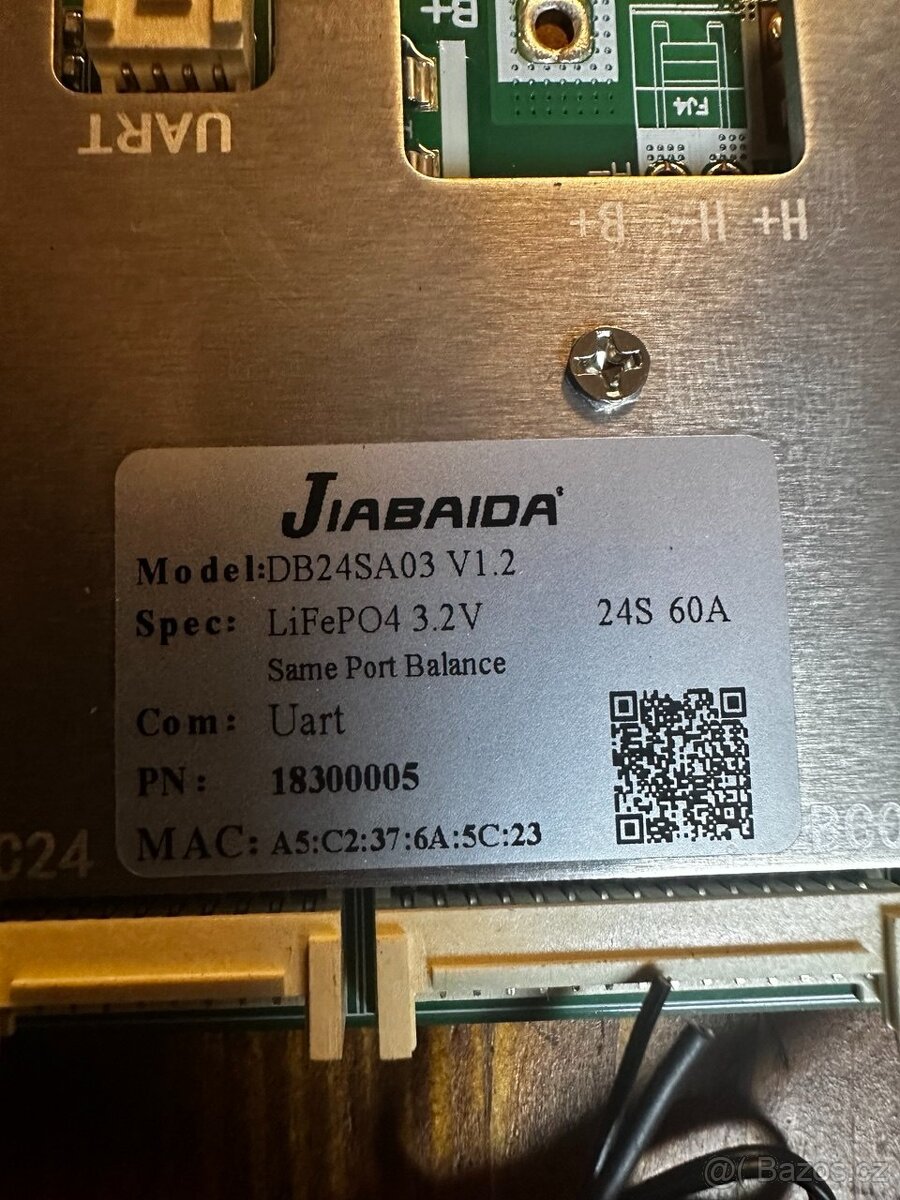 B+
FJ4
UART
B+ H- H+
JIABAIDA
Model:DB24SA03 V1.2
Spec: LiFePO4 3.2V 24S 60A
Same Port Balance
Com: Uart
PN: 18300005
MAC: A5:C2:37:6A:5C:23
C24
@( Bazos.cz